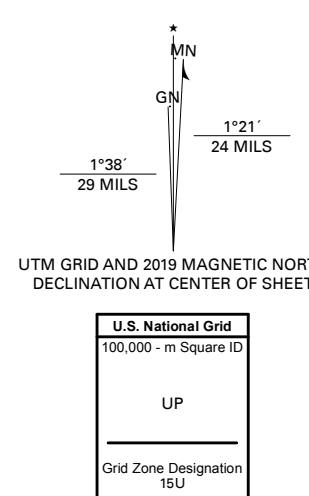 ★
MN
GN
1°21´
24 MILS
1°38´
29 MILS
UTM GRID AND 2019 MAGNETIC NORT
DECLINATION AT CENTER OF SHEET
U.S. National Grid
100,000 - m Square ID
UP
Grid Zone Designation
15U